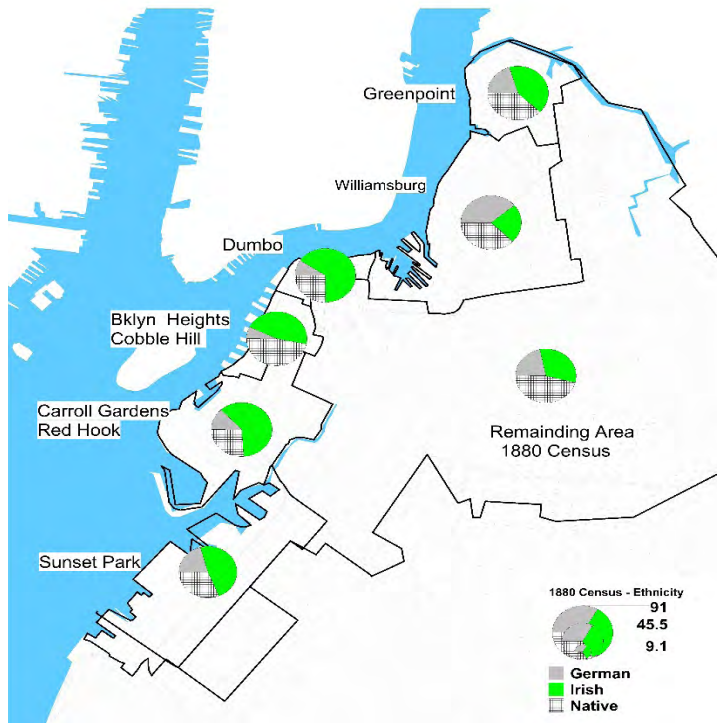 Greenpoint
Williamsburg
Dumbo
Bklyn Heights
Cobble Hill
Carroll Gardens
Red Hook
Remainding Area
1880 Census
Sunset Park
1880 Census - Ethnicity
91
45.5
9.1
German
Irish
Native